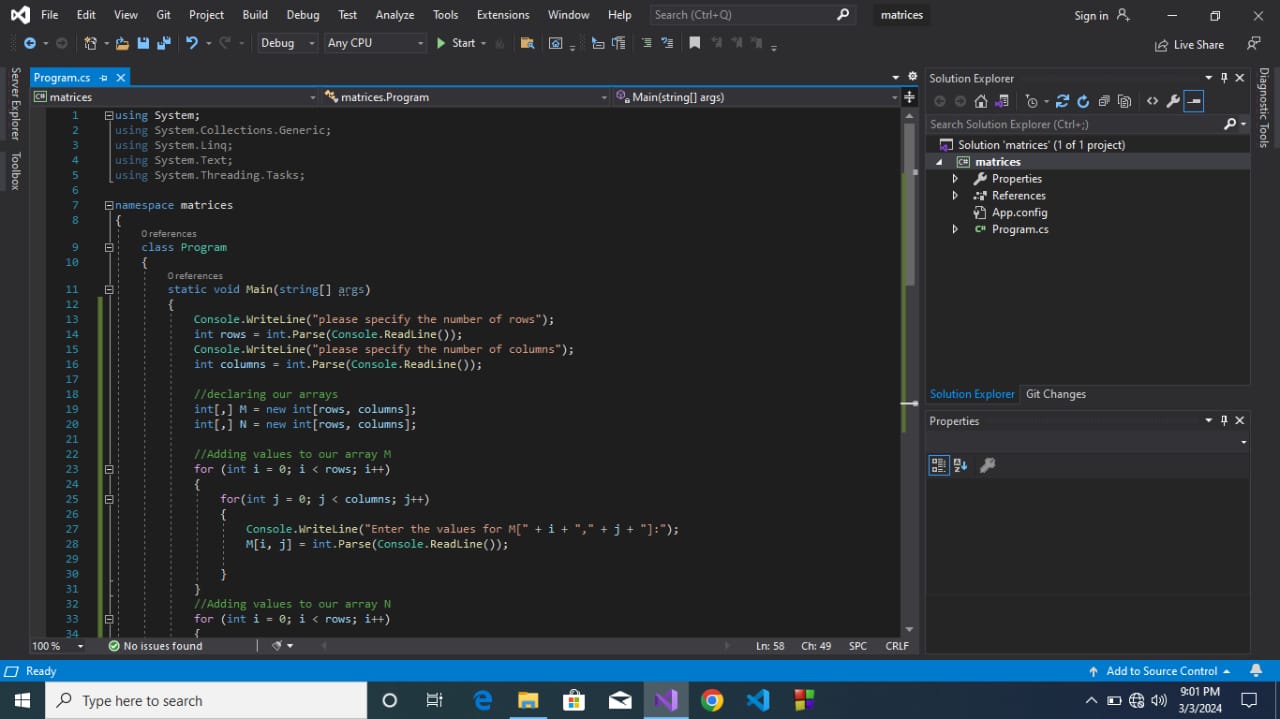 File Edit View Git Project Build Debug Test Analyze Tools Extensions Window Help Search (Ctrl+Q) matrices Sign in
Debug Any CPU Start Live Share
Server Explorer
Toolbox
Program.cs
matrices matrices.Program Main(string[] args)
1 using System;
2 using System.Collections.Generic;
3 using System.Linq;
4 using System.Text;
5 using System.Threading.Tasks;
6
7 namespace matrices
8 {
0 references
9 class Program
10 {
0 references
11 static void Main(string[] args)
12 {
13 Console.WriteLine("please specify the number of rows");
14 int rows = int.Parse(Console.ReadLine());
15 Console.WriteLine("please specify the number of columns");
16 int columns = int.Parse(Console.ReadLine());
17
18 //declaring our arrays
19 int[,] M = new int[rows, columns];
20 int[,] N = new int[rows, columns];
21
22 //Adding values to our array M
23 for (int i = 0; i < rows; i++)
24 {
25 for(int j = 0; j < columns; j++)
26 {
27 Console.WriteLine("Enter the values for M[" + i + "," + j + "]:");
28 M[i, j] = int.Parse(Console.ReadLine());
29
30 }
31 }
32 //Adding values to our array N
33 for (int i = 0; i < rows; i++)
34 {
100 % No issues found Ln: 58 Ch: 49 SPC CRLF
Solution Explorer
Search Solution Explorer (Ctrl+;)
Solution 'matrices' (1 of 1 project)
C# matrices
Properties
References
App.config
C# Program.cs
Solution Explorer Git Changes
Properties
Diagnostic Tools
Ready Add to Source Control
Type here to search
9:01 PM
3/3/2024